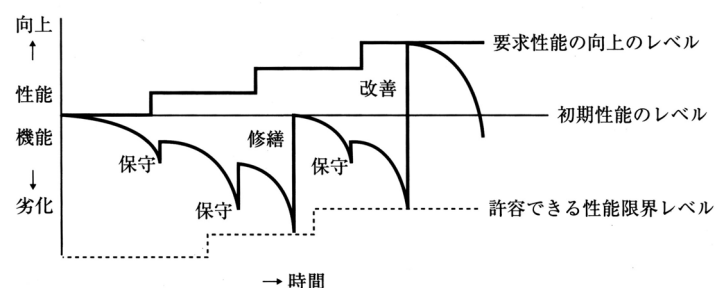 向上
↑
性能
機能
↓
劣化
要求性能の向上のレベル
改善
初期性能のレベル
修繕
保守
保守
保守
許容できる性能限界レベル
→ 時間